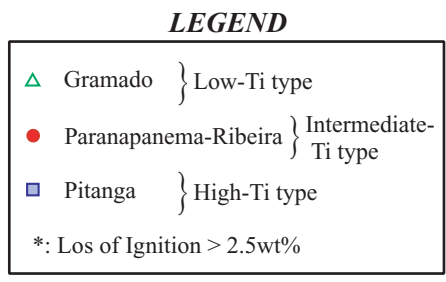 LEGEND
Gramado } Low-Ti type
Paranapanema-Ribeira } Intermediate-
Ti type
Pitanga } High-Ti type
*: Los of Ignition > 2.5wt%